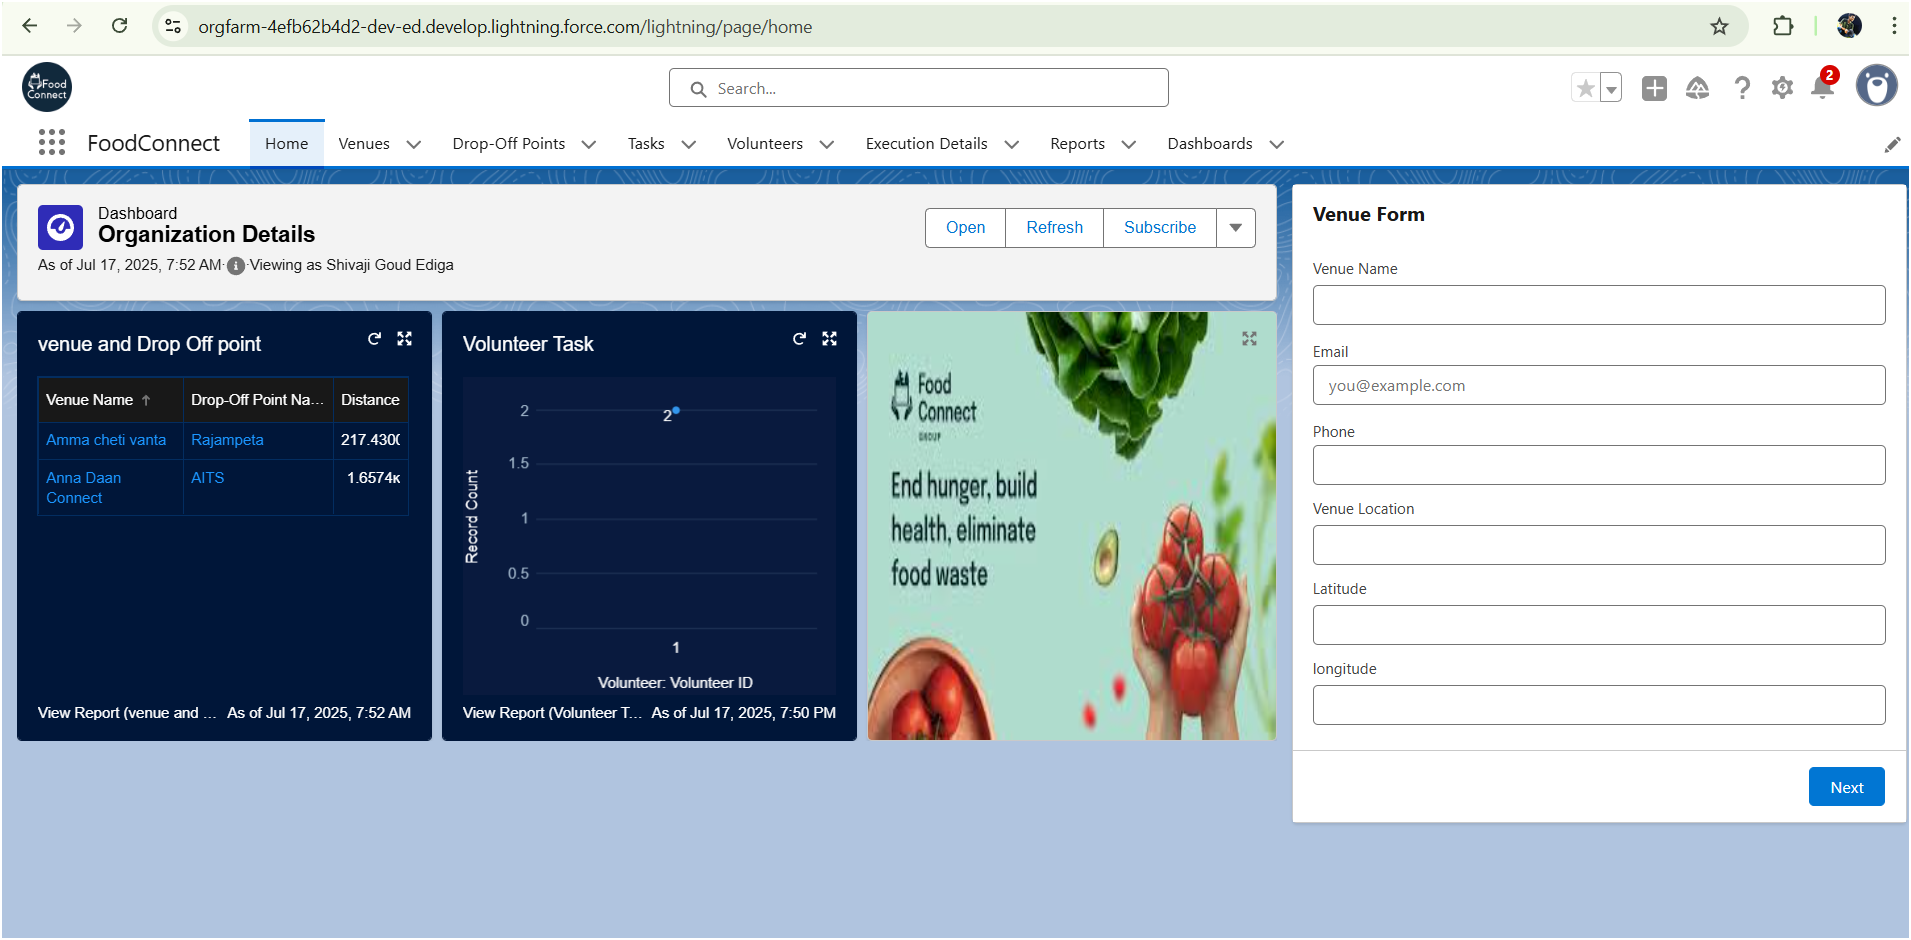 orgfarm-4efb62b4d2-dev-ed.develop.lightning.force.com/lightning/page/home
Food
Connect
Search...
2
FoodConnect
Home
Venues
Drop-Off Points
Tasks
Volunteers
Execution Details
Reports
Dashboards
Dashboard
Organization Details
As of Jul 17, 2025, 7:52 AM·Viewing as Shivaji Goud Ediga
Open
Refresh
Subscribe
venue and Drop Off point
Venue Name
Drop-Off Point Na...
Distance
Amma cheti vanta
Rajampeta
217.430
Anna Daan
Connect
AITS
1.6574к
View Report (venue and ...
As of Jul 17, 2025, 7:52 AM
Volunteer Task
Record Count
2
1.5
1
0.5
0
2
1
Volunteer: Volunteer ID
View Report (Volunteer T...
As of Jul 17, 2025, 7:50 PM
Food
Connect
GROUP
End hunger, build
health, eliminate
food waste
Venue Form
Venue Name
Email
you@example.com
Phone
Venue Location
Latitude
longitude
Next